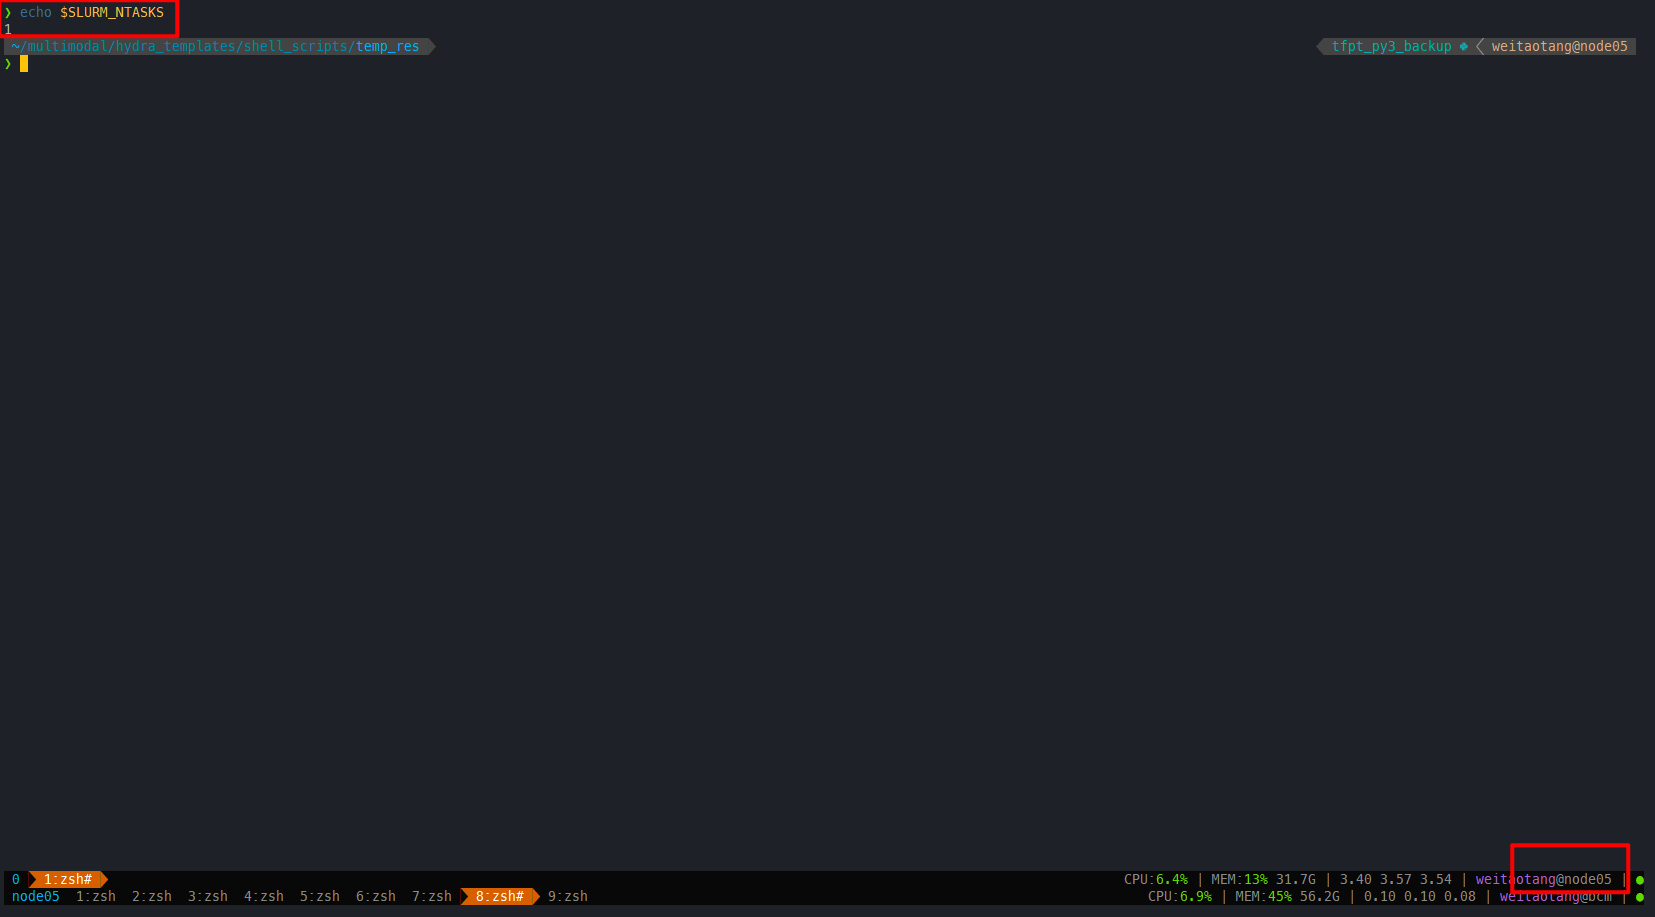 ❯ echo $SLURM_NTASKS
1
~/multimodal/hydra_templates/shell_scripts/temp_res tfpt_py3_backup weitaotang@node05
❯
0 1:zsh# CPU:6.4% | MEM:13% 31.7G | 3.40 3.57 3.54 | weitaotang@node05 | ●
node05 1:zsh 2:zsh 3:zsh 4:zsh 5:zsh 6:zsh 7:zsh 8:zsh# 9:zsh CPU:6.9% | MEM:45% 56.2G | 0.10 0.10 0.08 | weitaotang@bcm | ●